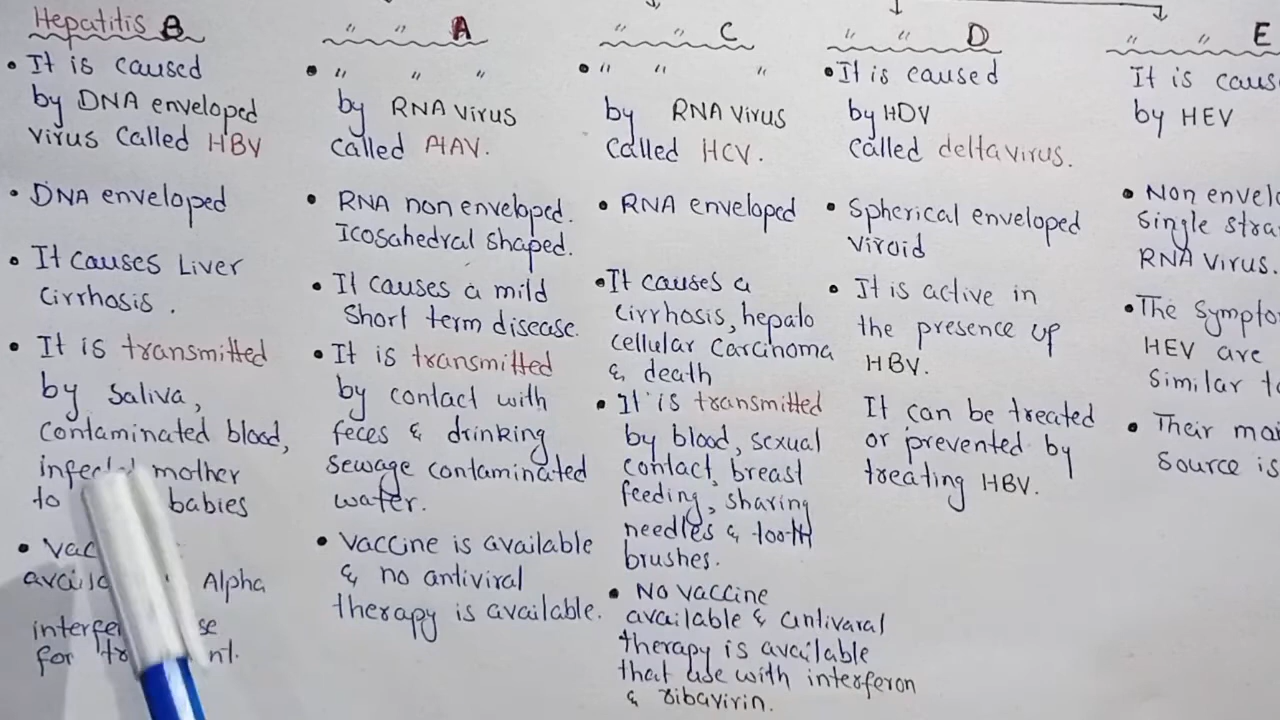 Hepatitis B
• It is caused
by DNA enveloped
virus called HBV
• DNA enveloped
• It causes Liver
cirrhosis.
• It is transmitted
by Saliva,
contaminated blood,
mother
to babies
•
Alpha
for
" " A
• " " "
by RNA virus
called HAV.
• RNA non enveloped.
Icosahedral shaped.
• It causes a mild
short term disease.
• It is transmitted
by contact with
feces & drinking
sewage contaminated
water.
• Vaccine is available
& no antiviral
therapy is available.
" " C
• " " "
by RNA virus
called HCV.
• RNA enveloped
• It causes a
cirrhosis, hepalo
cellular carcinoma
& death
• It is transmitted
by blood, sexual
contact, breast
feeding, sharing
needles & tooth
brushes.
• No vaccine
available & antivaral
therapy is available
that use with interferon
& ribavirin.
" " D
• It is caused
by HDV
called deltavirus.
• Spherical enveloped
viroid
• It is active in
the presence of
HBV.
It can be treated
or prevented by
treating HBV.
" " E
It is caus
by HEV
• Non envel
Single stra
RNA virus.
• The Sympto
HEV are
similar to
• Their ma
source is